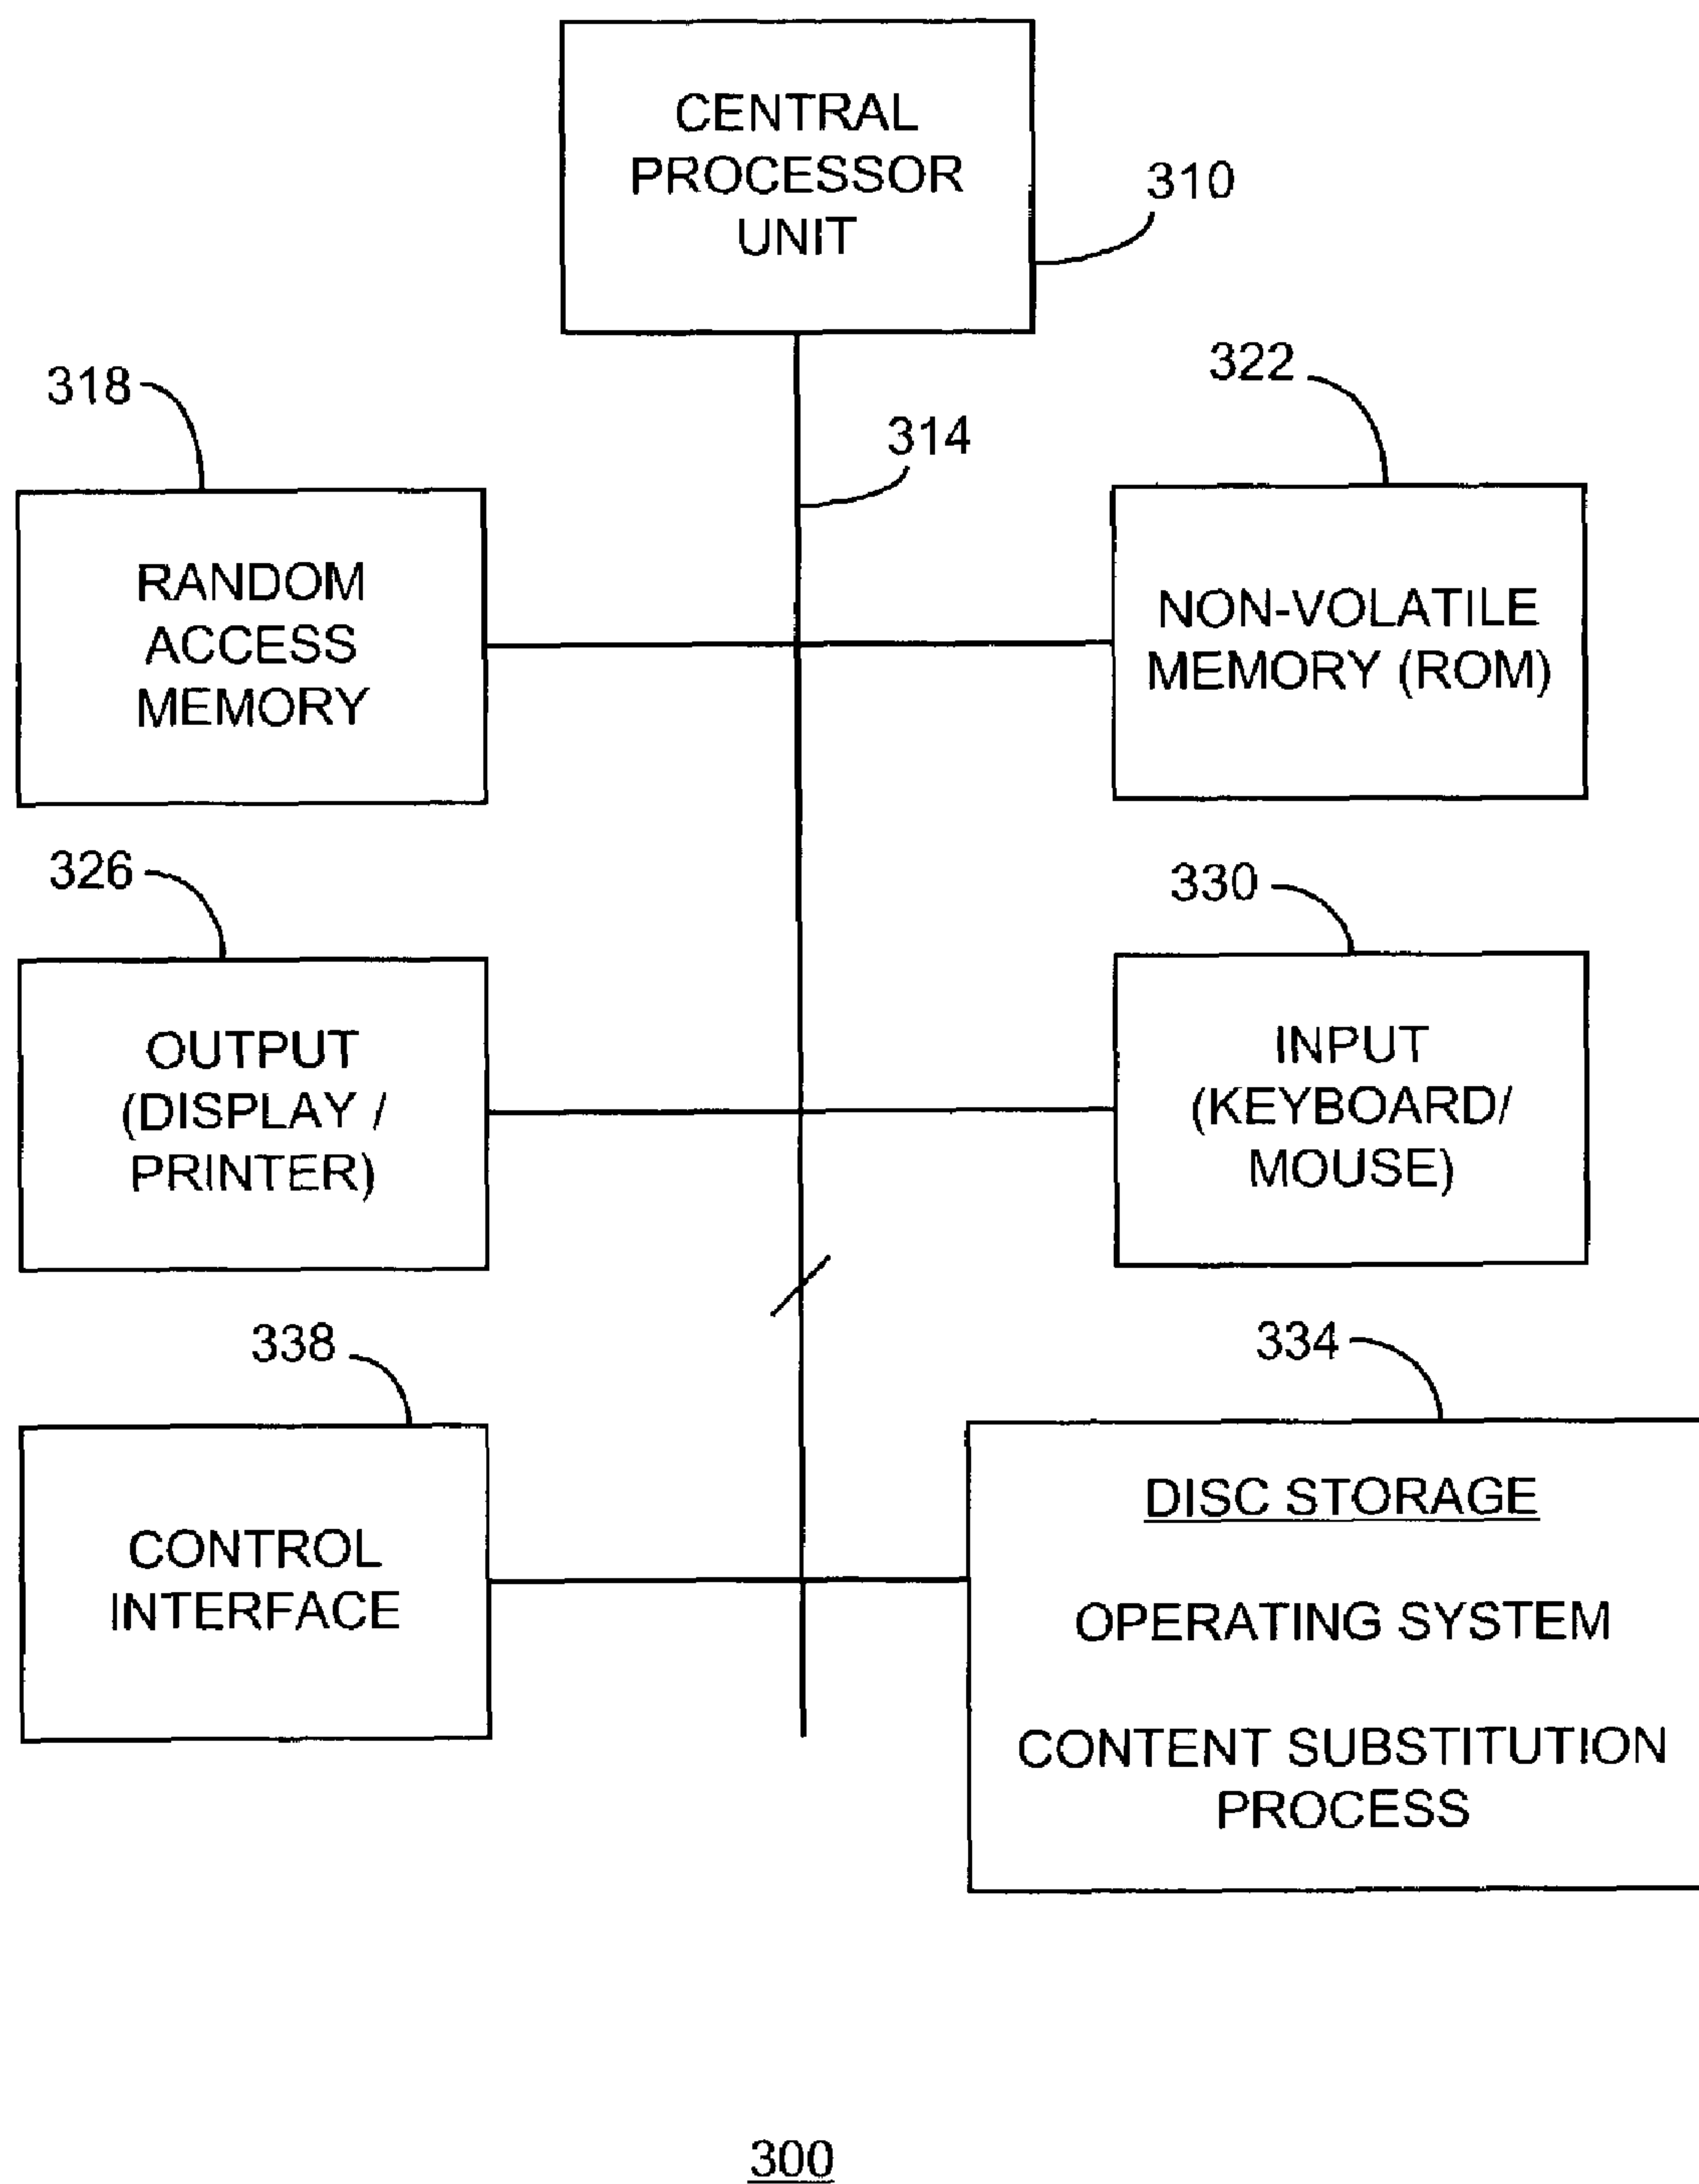 CENTRAL
PROCESSOR
UNIT
310
318
322
314
RANDOM
ACCESS
MEMORY
NON-VOLATILE
MEMORY (ROM)
326
330
OUTPUT
(DISPLAY /
PRINTER)
INPUT
(KEYBOARD/
MOUSE)
338
334
CONTROL
INTERFACE
DISC STORAGE
OPERATING SYSTEM
CONTENT SUBSTITUTION
PROCESS
300